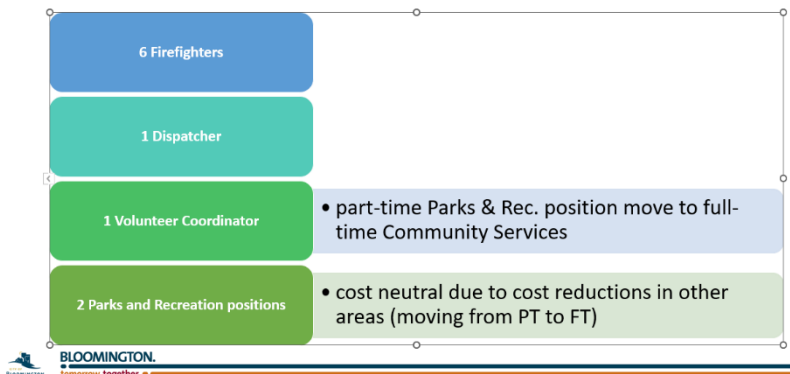 6 Firefighters
1 Dispatcher
1 Volunteer Coordinator
• part-time Parks & Rec. position move to full-
time Community Services
2 Parks and Recreation positions
• cost neutral due to cost reductions in other
areas (moving from PT to FT)
BLOOMINGTON.
tomorrow. together.